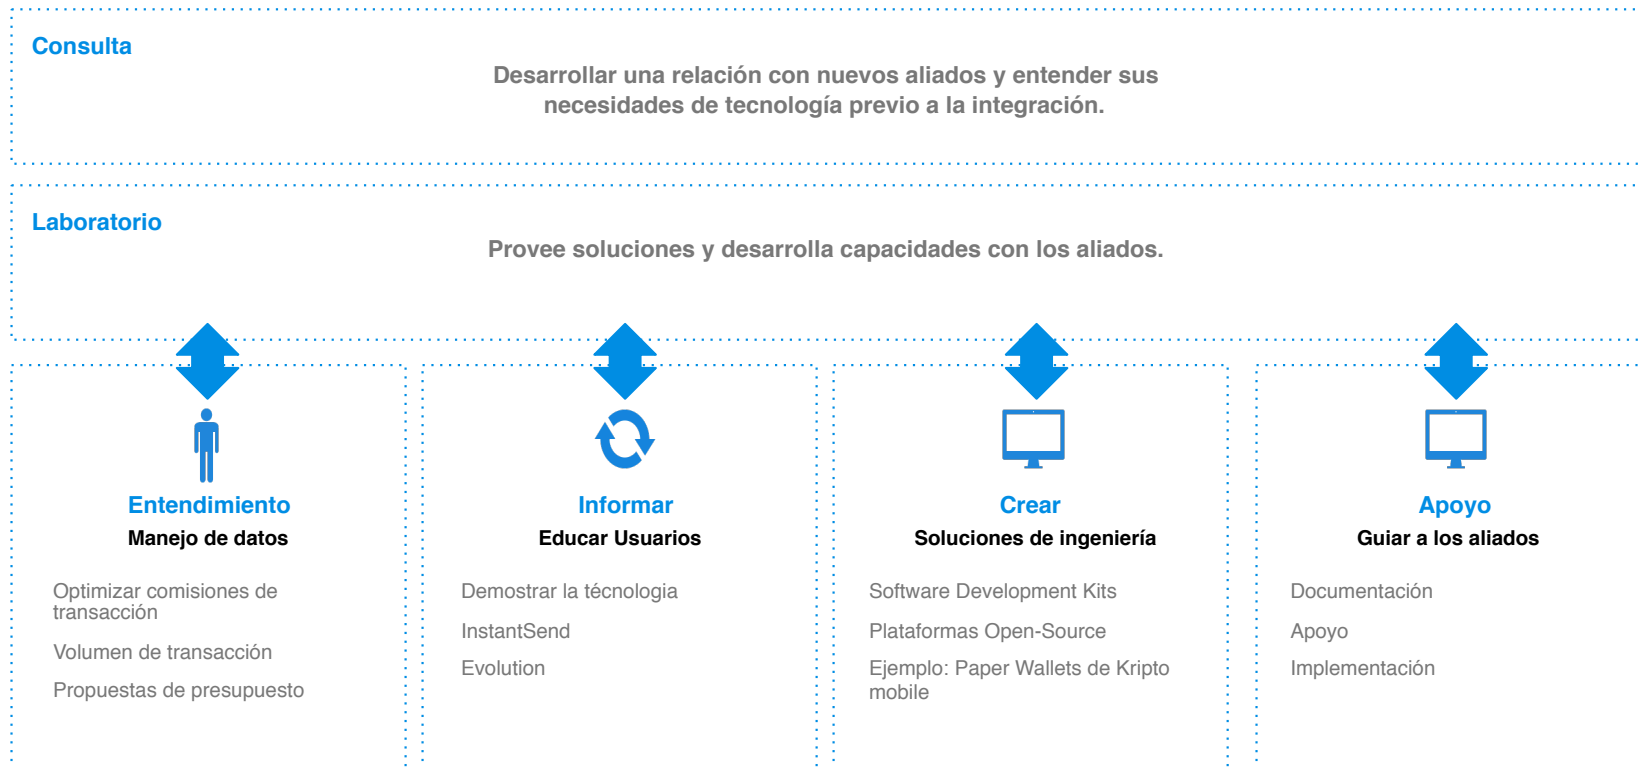 Consulta
Desarrollar una relación con nuevos aliados y entender sus
necesidades de tecnología previo a la integración.
Laboratorio
Provee soluciones y desarrolla capacidades con los aliados.
Entendimiento
Manejo de datos
Optimizar comisiones de
transacción
Volumen de transacción
Propuestas de presupuesto
Informar
Educar Usuarios
Demostrar la técnologia
InstantSend
Evolution
Crear
Soluciones de ingeniería
Software Development Kits
Plataformas Open-Source
Ejemplo: Paper Wallets de Kripto
mobile
Apoyo
Guiar a los aliados
Documentación
Apoyo
Implementación